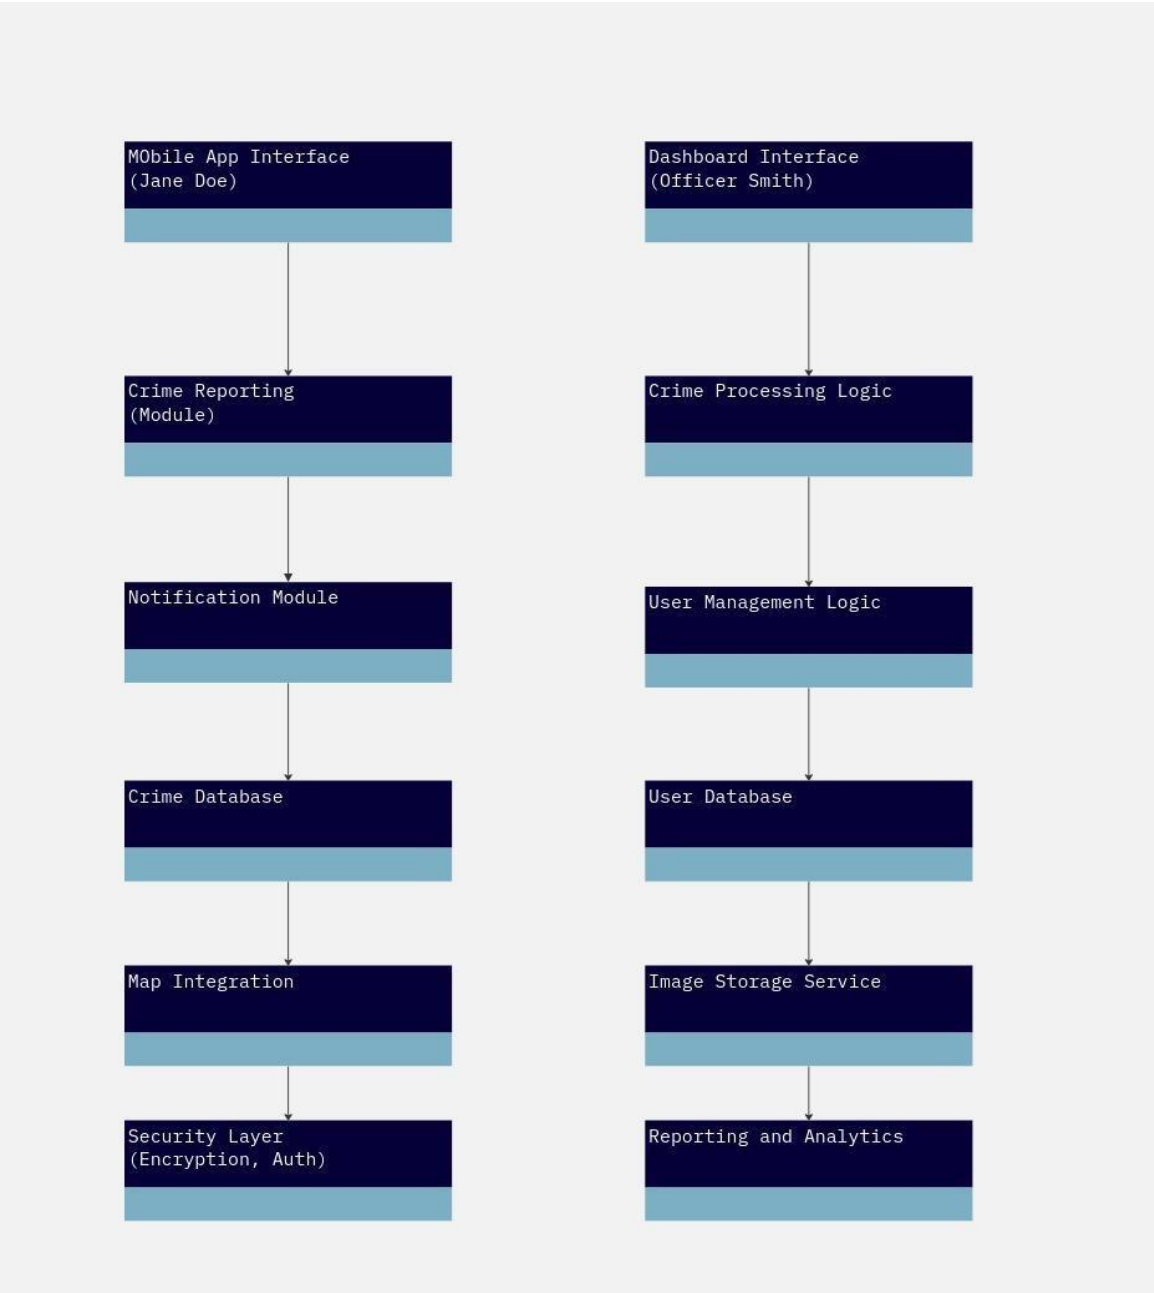 MObile App Interface
(Jane Doe)
Crime Reporting
(Module)
Notification Module
Crime Database
Map Integration
Security Layer
(Encryption, Auth)
Dashboard Interface
(Officer Smith)
Crime Processing Logic
User Management Logic
User Database
Image Storage Service
Reporting and Analytics